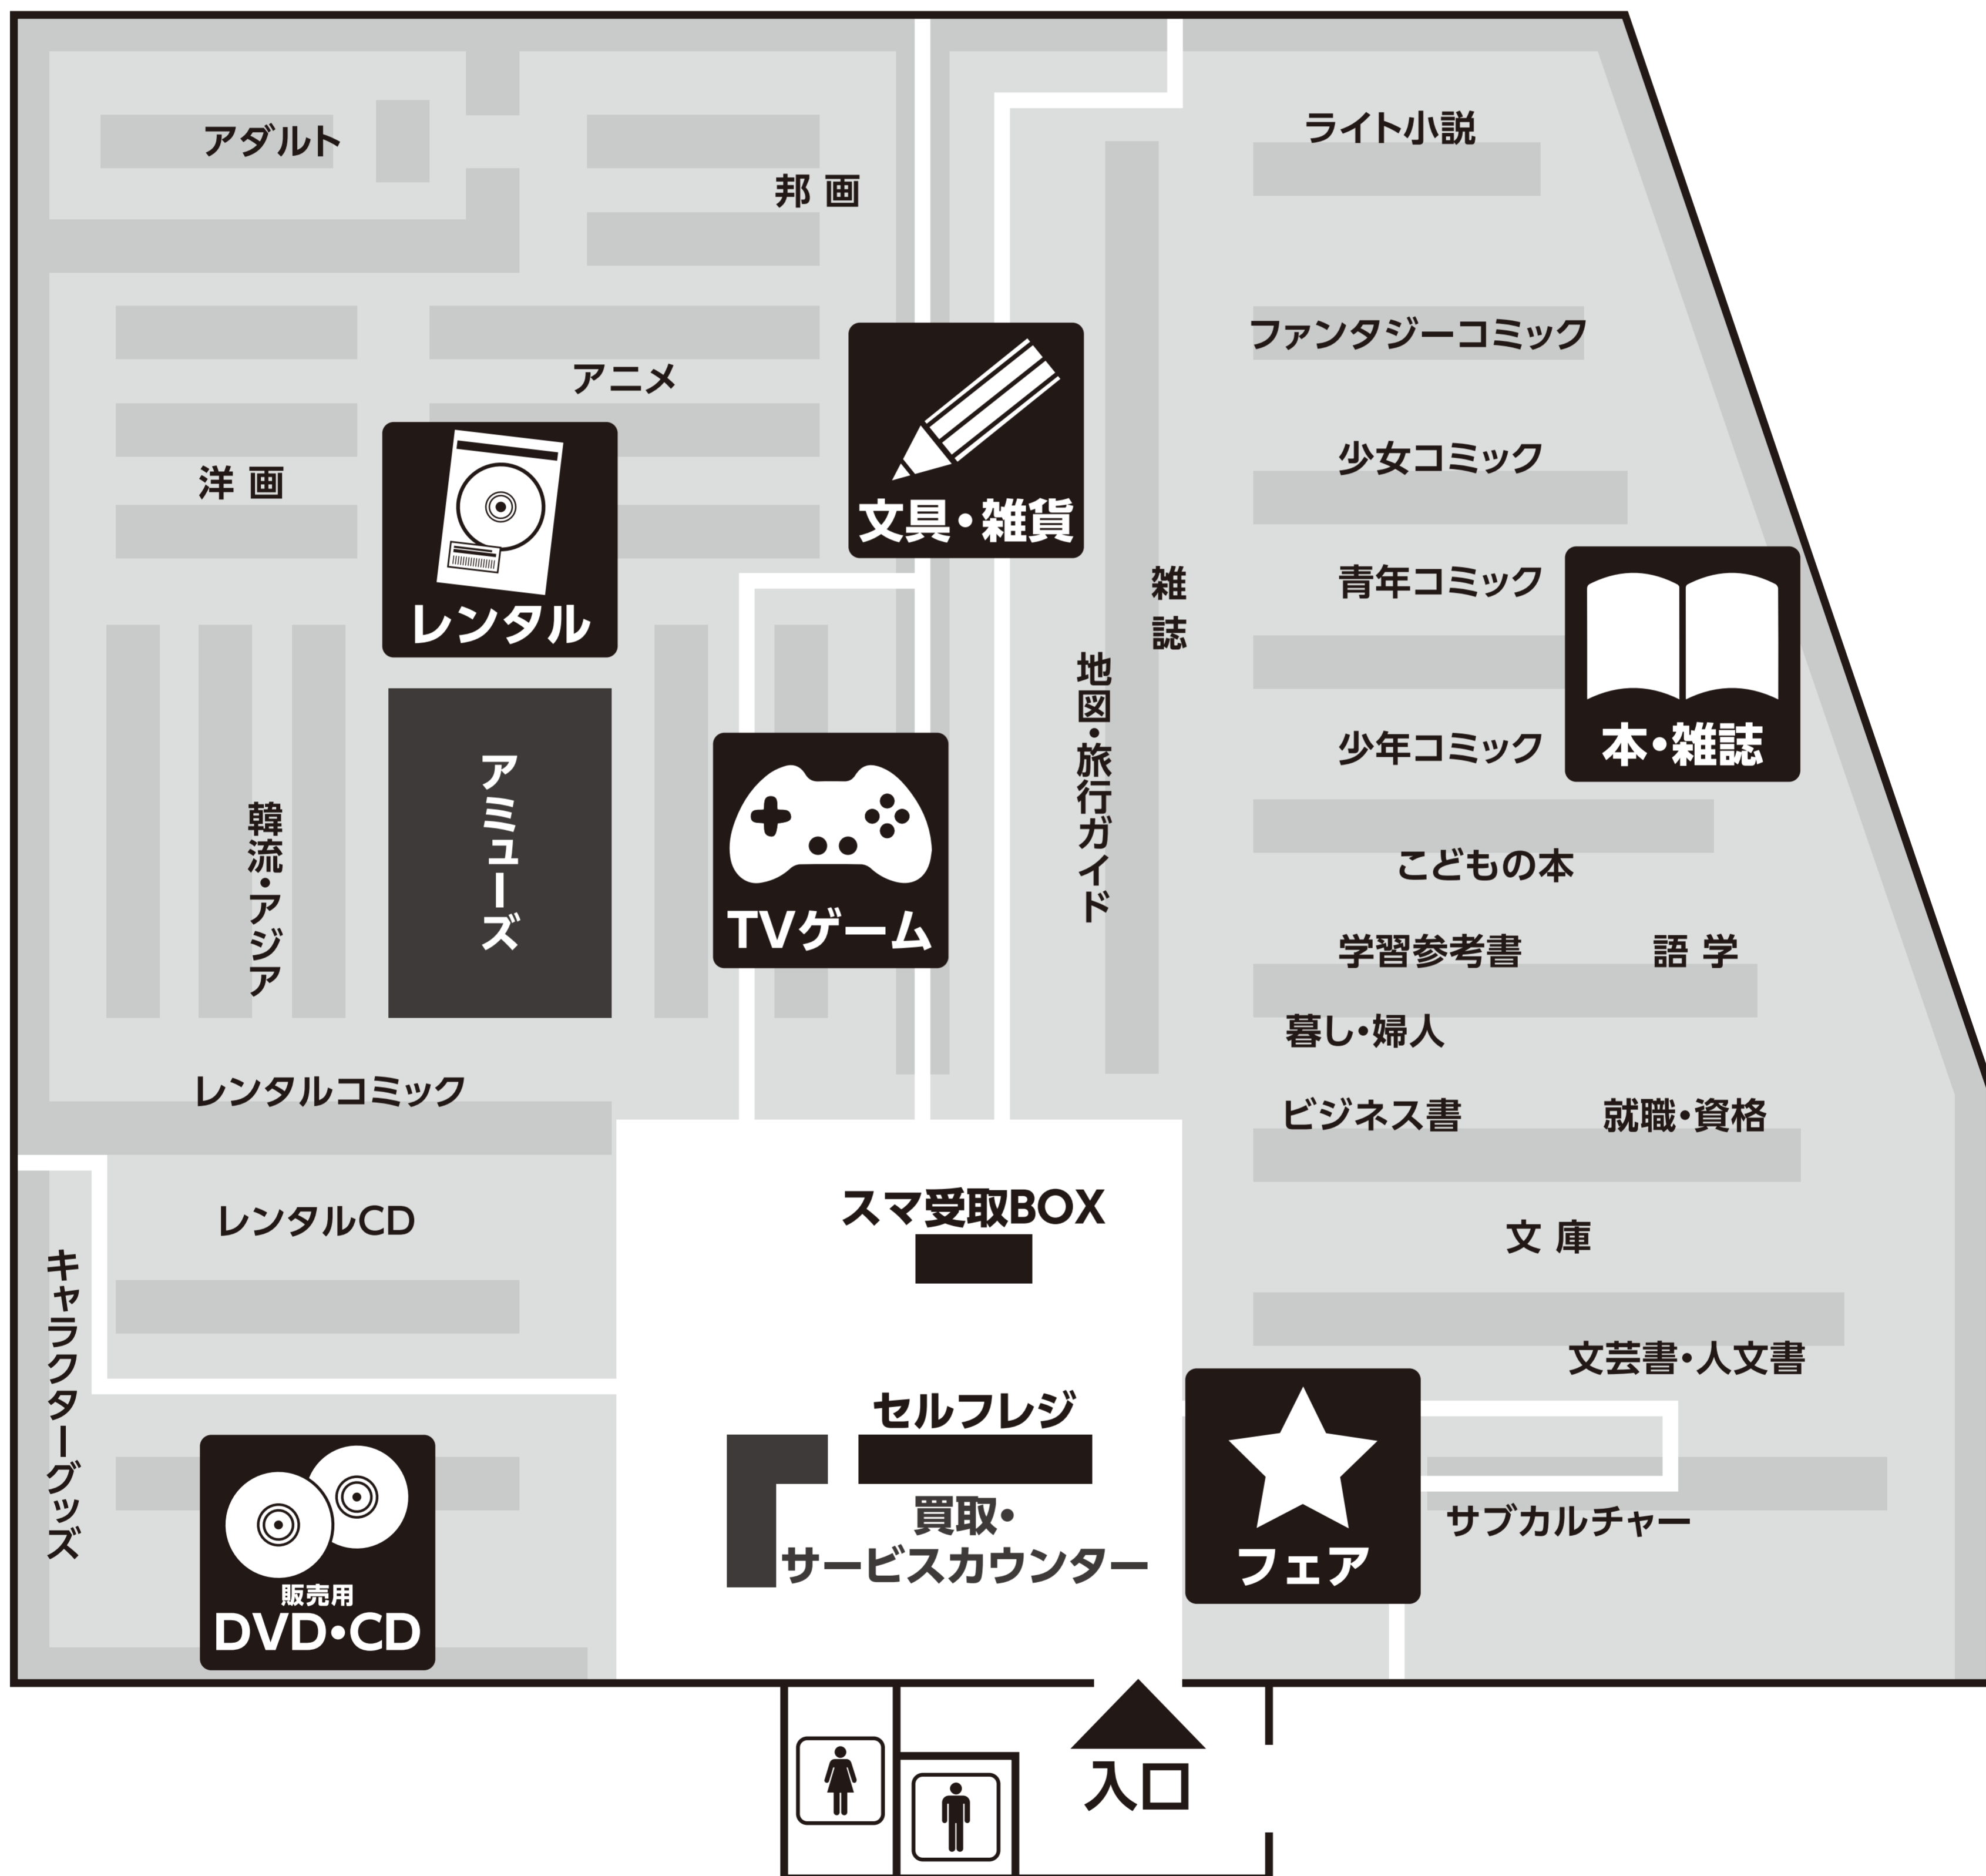 アダルト
邦画
ライト小説
ファンタジーコミック
アニメ
洋画
レンタル
文具・雑貨
少女コミック
青年コミック
雑誌
地図・旅行ガイド
本・雑誌
少年コミック
アミューズ
韓流・アジア
TVゲーム
こどもの本
学習参考書
語学
暮し・婦人
レンタルコミック
ビジネス書
就職・資格
スマ受取BOX
レンタルCD
文庫
キャラクターグッズ
文芸書・人文書
セルフレジ
買取・
サービスカウンター
フェア
サブカルチャー
販売用
DVD・CD
入口